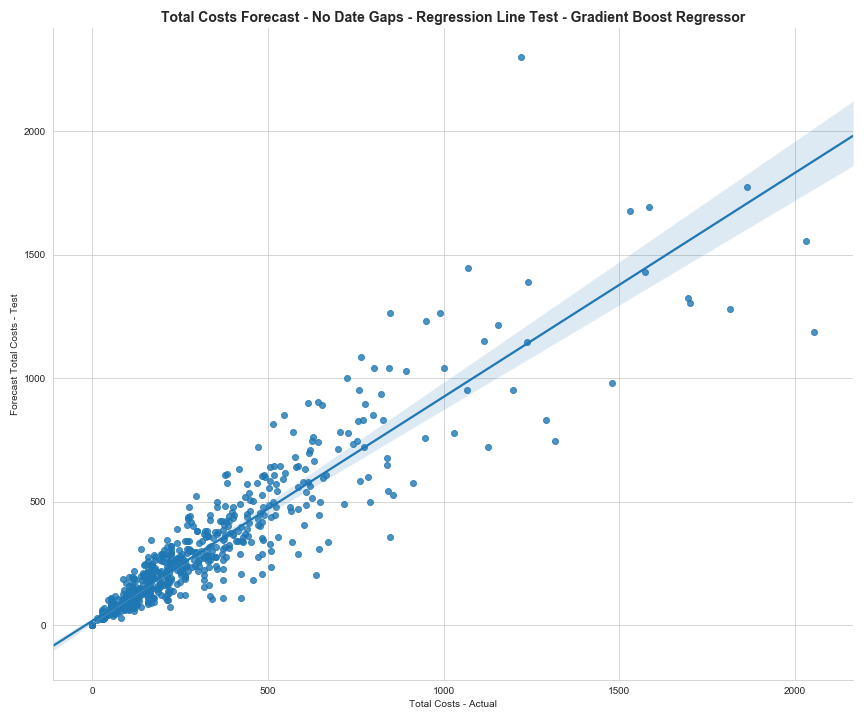 Total Costs Forecast - No Date Gaps - Regression Line Test - Gradient Boost Regressor
2000
1500
1000
500
0
Forecast Total Costs - Test
0 500 1000 1500 2000
Total Costs - Actual